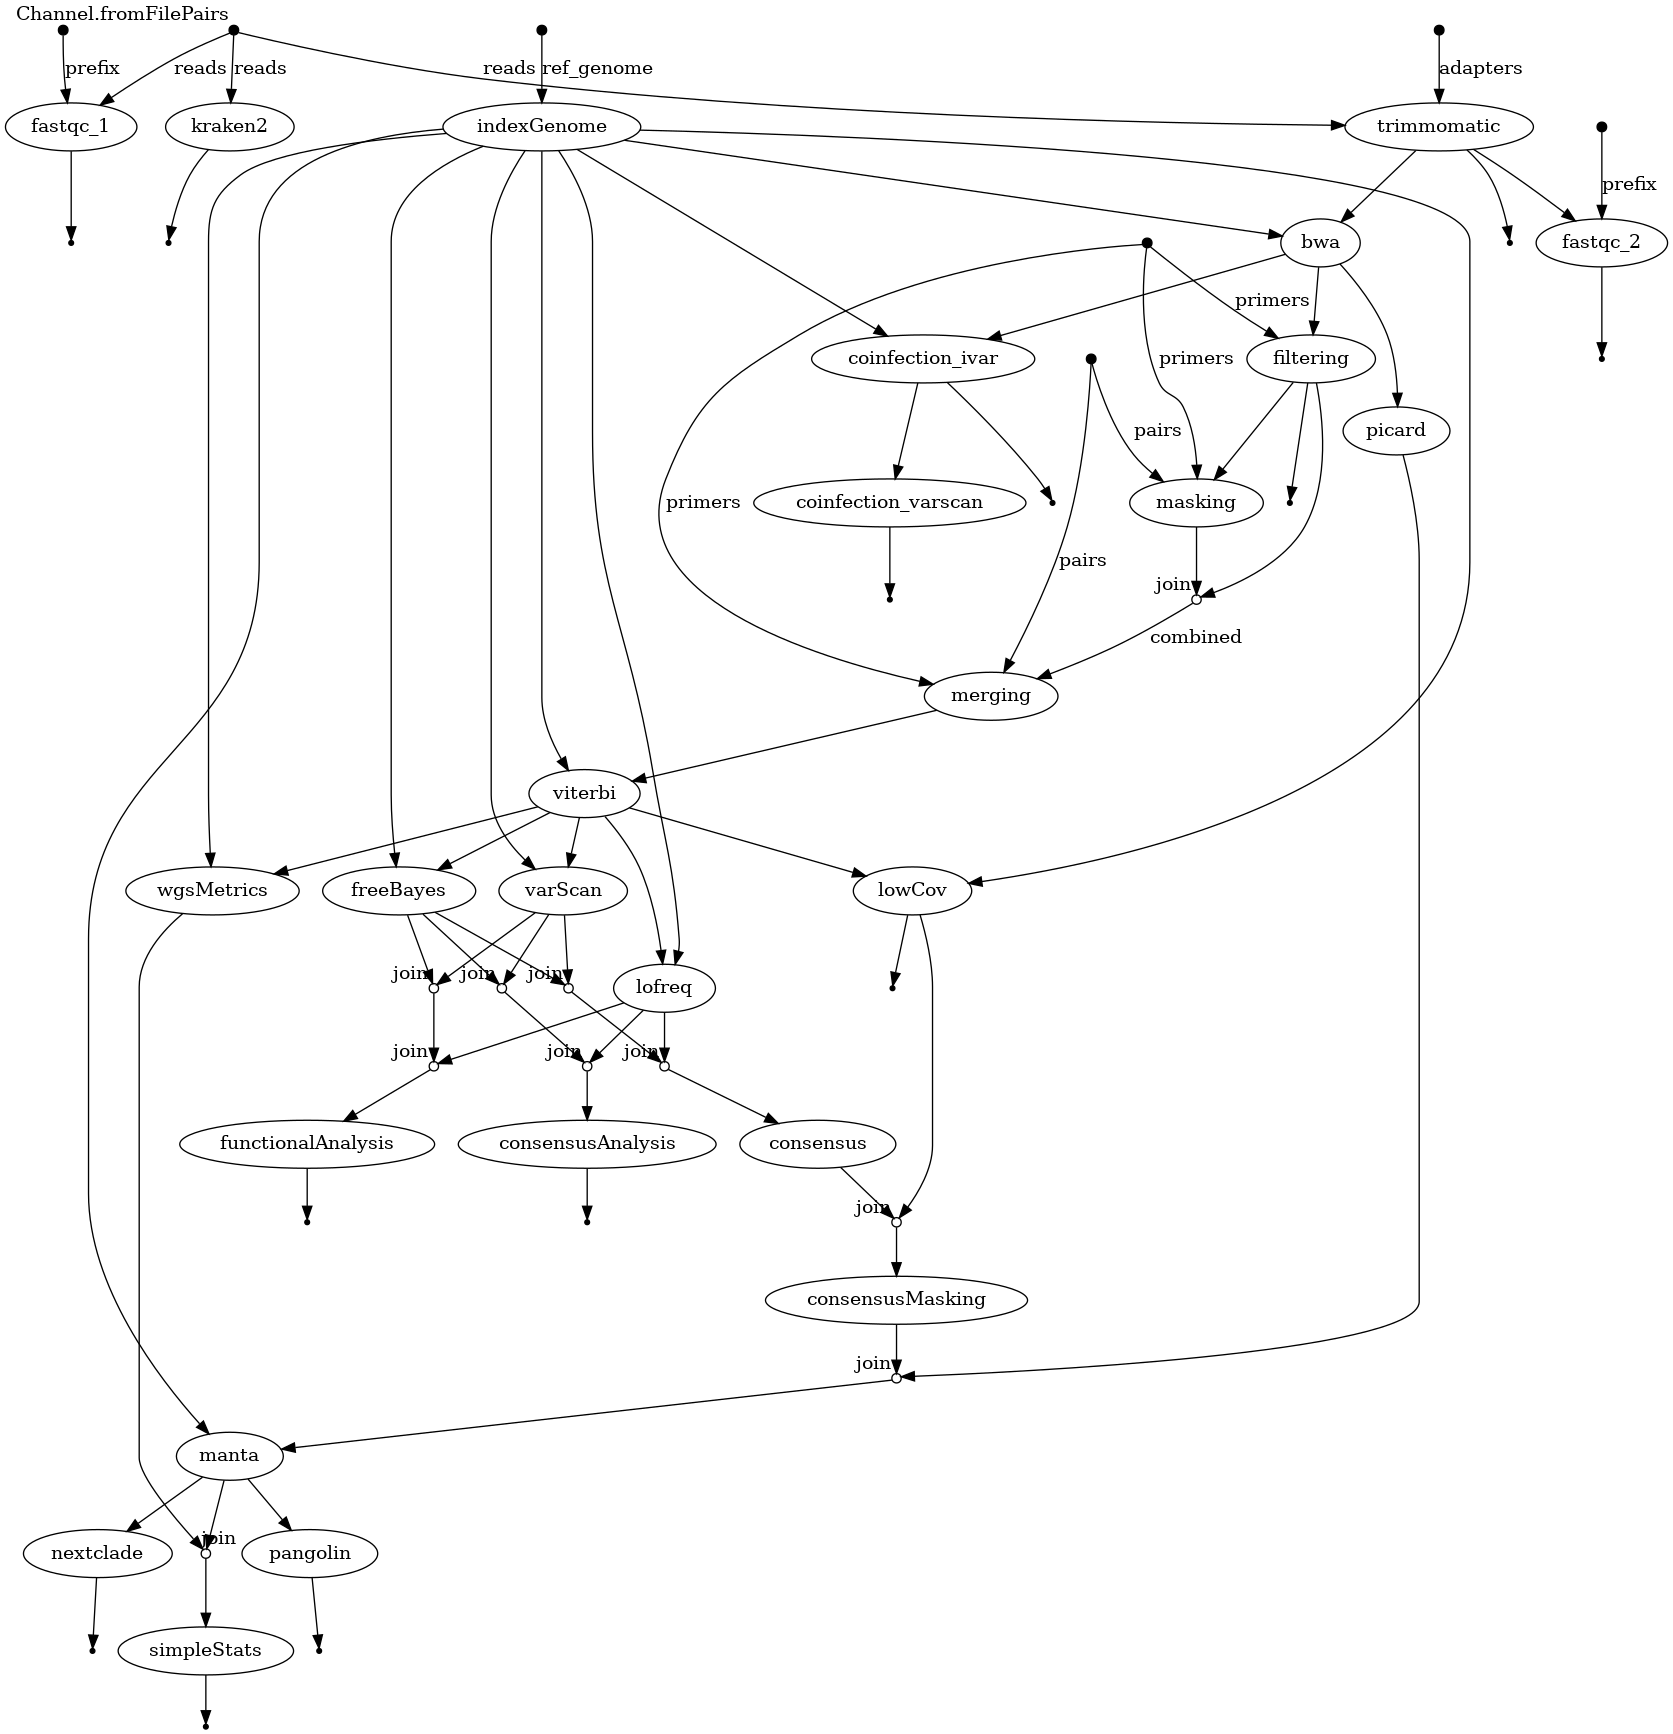 Channel.fromFilePairs
prefix
reads
reads
reads
ref_genome
adapters
fastqc_1
kraken2
indexGenome
trimmomatic
prefix
bwa
fastqc_2
primers
coinfection_ivar
primers
filtering
pairs
picard
primers
coinfection_varscan
masking
pairs
join
combined
merging
viterbi
wgsMetrics
freeBayes
varScan
lowCov
join
join
join
lofreq
join
join
join
functionalAnalysis
consensusAnalysis
consensus
join
consensusMasking
join
manta
join
nextclade
pangolin
simpleStats